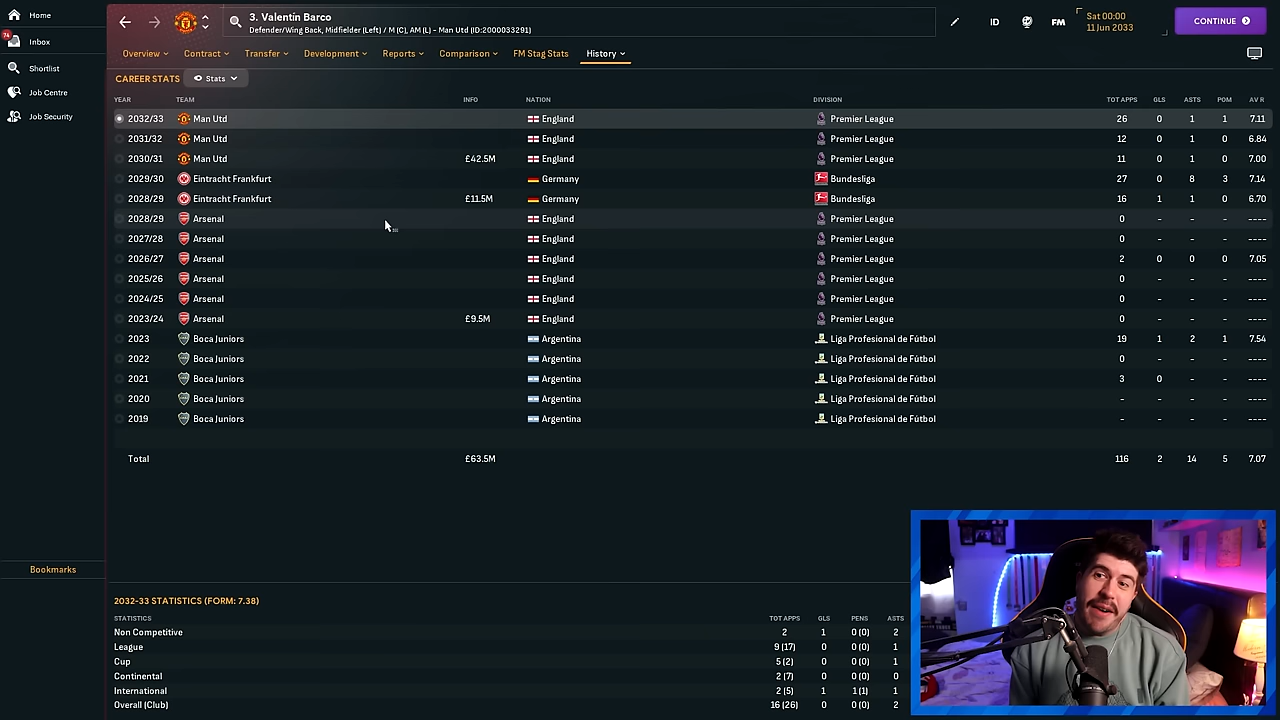 Home
74
Inbox
Shortlist
Job Centre
Job Security
Bookmarks
3. Valentín Barco
Defender/Wing Back, Midfielder (Left) / M (C), AM (L) - Man Utd (ID:2000033291)
ID
FM
Sat 00:00
11 Jun 2033
CONTINUE
Overview Contract Transfer Development Reports Comparison FM Stag Stats History
CAREER STATS Stats
YEAR TEAM INFO NATION DIVISION TOT APPS GLS ASTS POM AV R
2032/33 Man Utd England Premier League 26 0 1 1 7.11
2031/32 Man Utd England Premier League 12 0 1 0 6.84
2030/31 Man Utd £42.5M England Premier League 11 0 1 0 7.00
2029/30 Eintracht Frankfurt Germany Bundesliga 27 0 8 3 7.14
2028/29 Eintracht Frankfurt £11.5M Germany Bundesliga 16 1 1 0 6.70
2028/29 Arsenal England Premier League 0 - - - ----
2027/28 Arsenal England Premier League 0 - - - ----
2026/27 Arsenal England Premier League 2 0 0 0 7.05
2025/26 Arsenal England Premier League 0 - - - ----
2024/25 Arsenal England Premier League 0 - - - ----
2023/24 Arsenal £9.5M England Premier League 0 - - - ----
2023 Boca Juniors Argentina Liga Profesional de Fútbol 19 1 2 1 7.54
2022 Boca Juniors Argentina Liga Profesional de Fútbol 0 - - - ----
2021 Boca Juniors Argentina Liga Profesional de Fútbol 3 0 - - ----
2020 Boca Juniors Argentina Liga Profesional de Fútbol - - - - ----
2019 Boca Juniors Argentina Liga Profesional de Fútbol - - - - ----
Total £63.5M 116 2 14 5 7.07
2032-33 STATISTICS (FORM: 7.38)
STATISTICS TOT APPS GLS PENS ASTS
Non Competitive 2 1 0 (0) 2
League 9 (17) 0 0 (0) 1
Cup 5 (2) 0 0 (0) 1
Continental 2 (7) 0 0 (0) 0
International 2 (5) 1 1 (1) 1
Overall (Club) 16 (26) 0 0 (0) 2